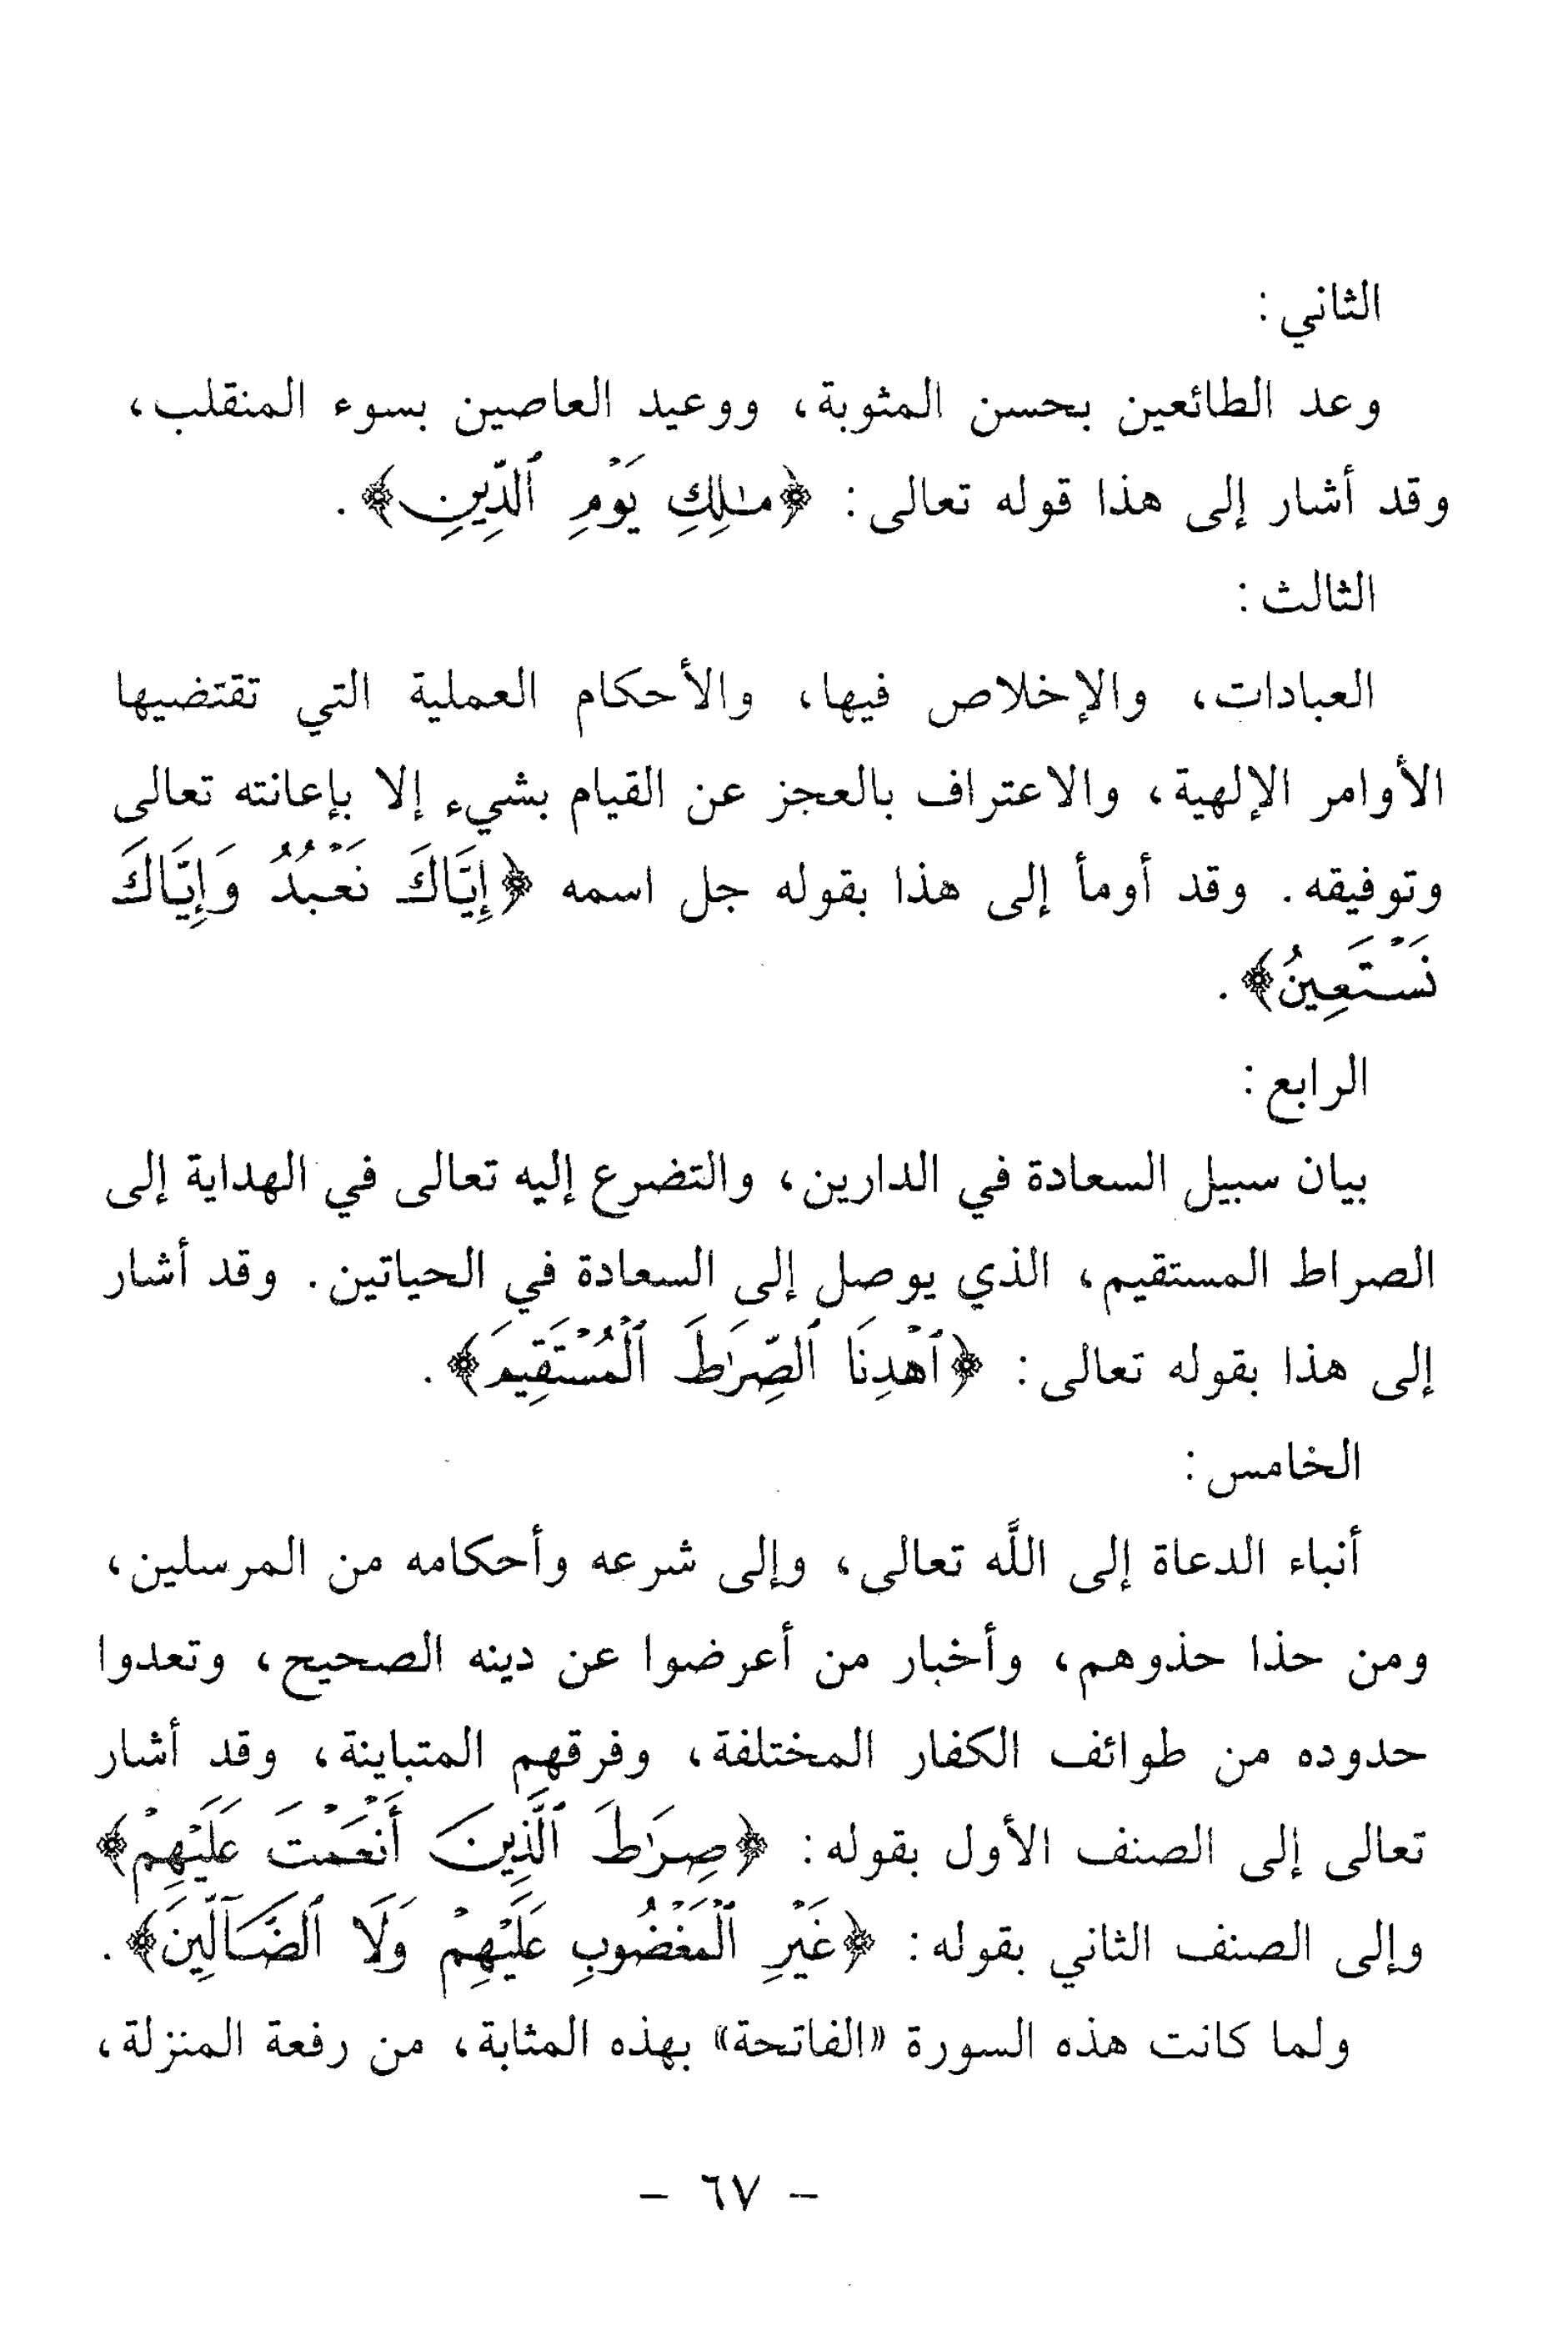 الثاني :
وعد الطائعين بحسن المثوبة، ووعيد العاصين بسوء المنقلب،
وقد أشار إلى هذا قوله تعالى: ﴿مَـٰلِكِ يَوْمِ ٱلدِّينِ﴾.
الثالث :
العبادات، والإخلاص فيها، والأحكام العملية التي تقتضيها
الأوامر الإلهية، والاعتراف بالعجز عن القيام بشيء إلا بإعانته تعالى
وتوفيقه. وقد أومأ إلى هذا بقوله جل اسمه ﴿إِيَّاكَ نَعْبُدُ وَإِيَّاكَ
نَسْتَعِينُ﴾.
الرابع :
بيان سبيل السعادة في الدارين، والتضرع إليه تعالى في الهداية إلى
الصراط المستقيم، الذي يوصل إلى السعادة في الحياتين. وقد أشار
إلى هذا بقوله تعالى: ﴿ٱهْدِنَا ٱلصِّرَٰطَ ٱلْمُسْتَقِيمَ﴾.
الخامس :
أنباء الدعاة إلى اللَّه تعالى، وإلى شرعه وأحكامه من المرسلين،
ومن حذا حذوهم، وأخبار من أعرضوا عن دينه الصحيح، وتعدوا
حدوده من طوائف الكفار المختلفة، وفرقهم المتباينة، وقد أشار
تعالى إلى الصنف الأول بقوله: ﴿صِرَٰطَ ٱلَّذِينَ أَنْعَمْتَ عَلَيْهِمْ﴾
وإلى الصنف الثاني بقوله: ﴿غَيْرِ ٱلْمَغْضُوبِ عَلَيْهِمْ وَلَا ٱلضَّآلِّينَ﴾.
ولما كانت هذه السورة «الفاتحة» بهذه المثابة، من رفعة المنزلة،
- ٦٧ -